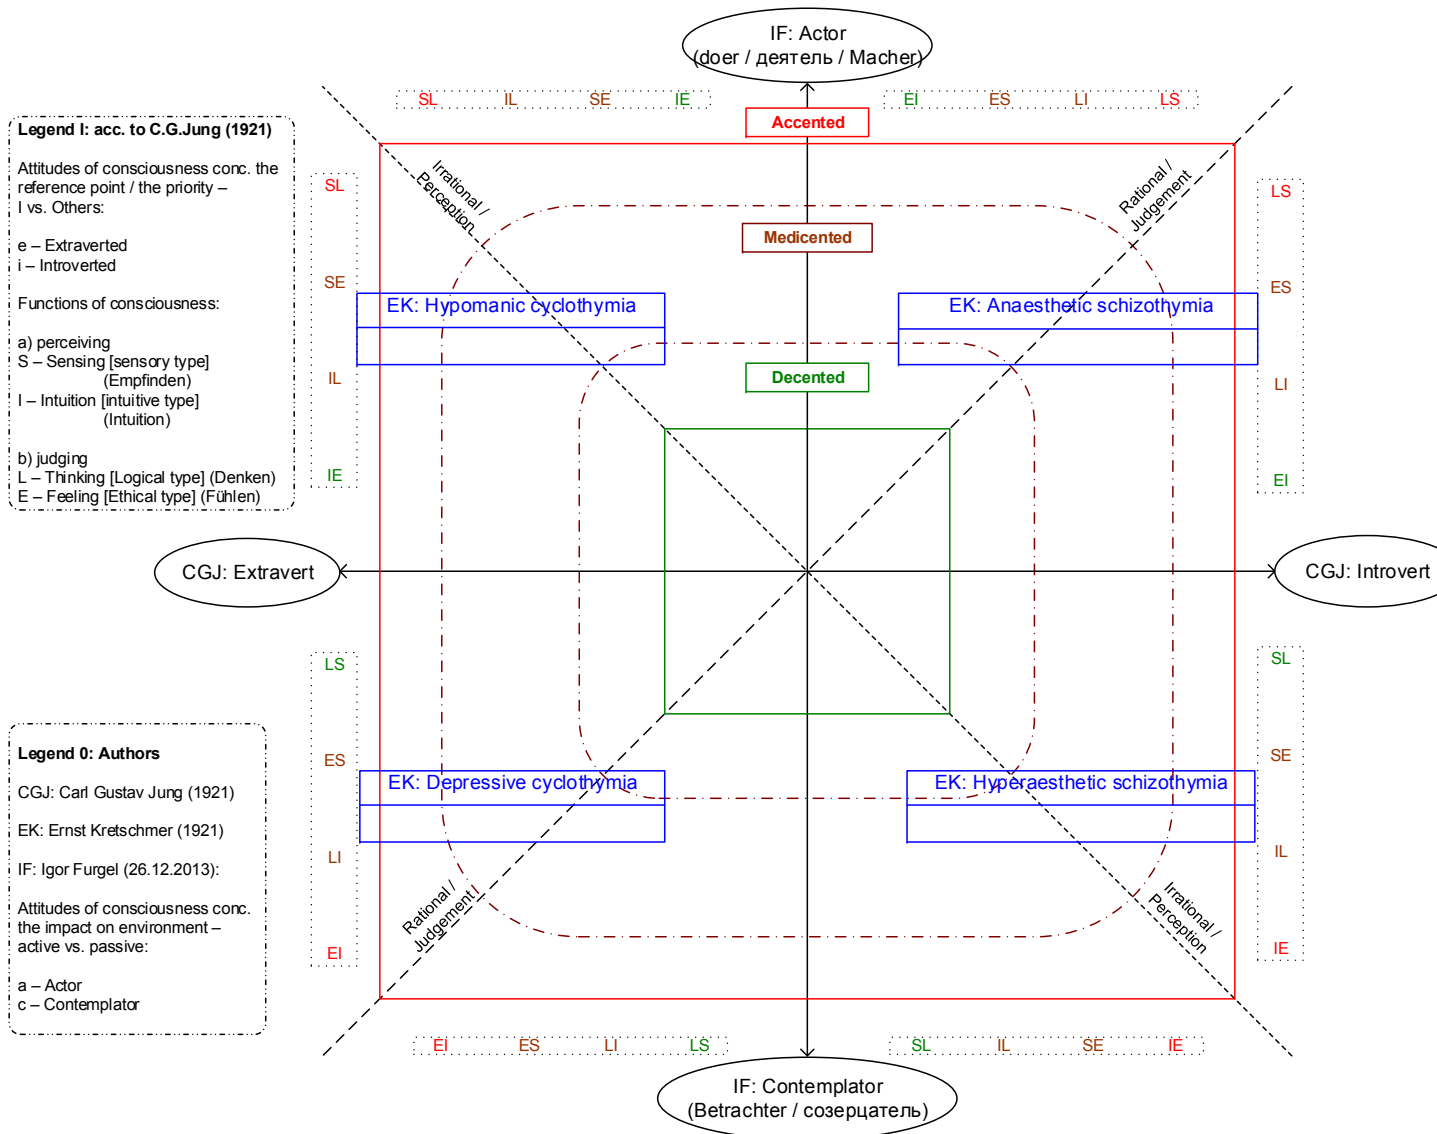 IF: Actor
(doer / деятель / Macher)
SL IL SE IE
EI ES LI LS
Accented
Legend I: acc. to C.G.Jung (1921)
Attitudes of consciousness conc. the
reference point / the priority –
I vs. Others:
e – Extraverted
i – Introverted
Functions of consciousness:
a) perceiving
S – Sensing [sensory type]
(Empfinden)
I – Intuition [intuitive type]
(Intuition)
b) judging
L – Thinking [Logical type] (Denken)
E – Feeling [Ethical type] (Fühlen)
SL
SE
IL
IE
Irrational /
Perception
Rational /
Judgement
LS
ES
LI
EI
Medicented
EK: Hypomanic cyclothymia
EK: Anaesthetic schizothymia
Decented
CGJ: Extravert
CGJ: Introvert
LS
ES
LI
EI
SL
SE
IL
IE
Legend 0: Authors
CGJ: Carl Gustav Jung (1921)
EK: Ernst Kretschmer (1921)
IF: Igor Furgel (26.12.2013):
Attitudes of consciousness conc.
the impact on environment –
active vs. passive:
a – Actor
c – Contemplator
EK: Depressive cyclothymia
EK: Hyperaesthetic schizothymia
Rational /
Judgement
Irrational /
Perception
EI ES LI LS
SL IL SE IE
IF: Contemplator
(Betrachter / созерцатель)